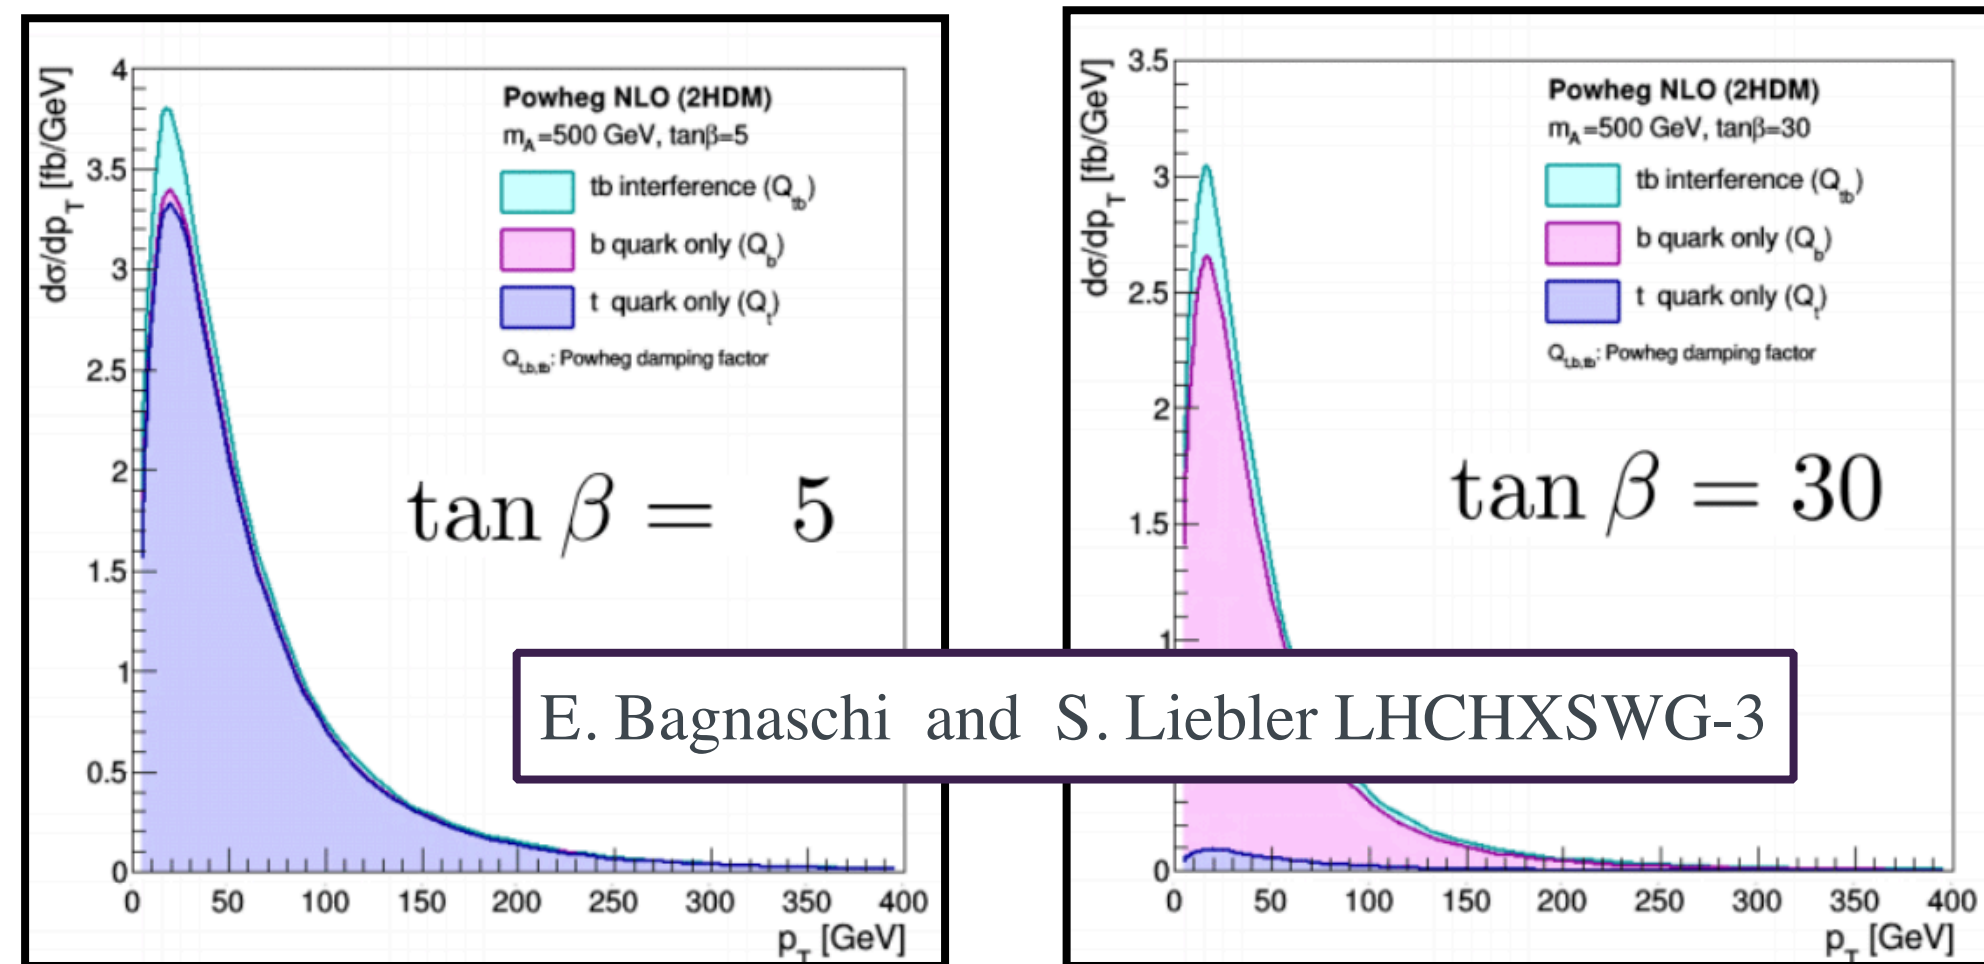 dσ/dp_T [fb/GeV]
4
3.5
3
2.5
2
1.5
1
0.5
0
0 50 100 150 200 250 300 350 400
p_T [GeV]
Powheg NLO (2HDM)
m_A=500 GeV, tanβ=5
tb interference (Q_tb)
b quark only (Q_b)
t quark only (Q_t)
Q_t,b,tb: Powheg damping factor
tan β = 5
dσ/dp_T [fb/GeV]
3.5
3
2.5
2
1.5
1
0
0 50 100 150 200 250 300 350 400
p_T [GeV]
Powheg NLO (2HDM)
m_A=500 GeV, tanβ=30
tb interference (Q_tb)
b quark only (Q_b)
t quark only (Q_t)
Q_t,b,tb: Powheg damping factor
tan β = 30
E. Bagnaschi and S. Liebler LHCHXSWG-3